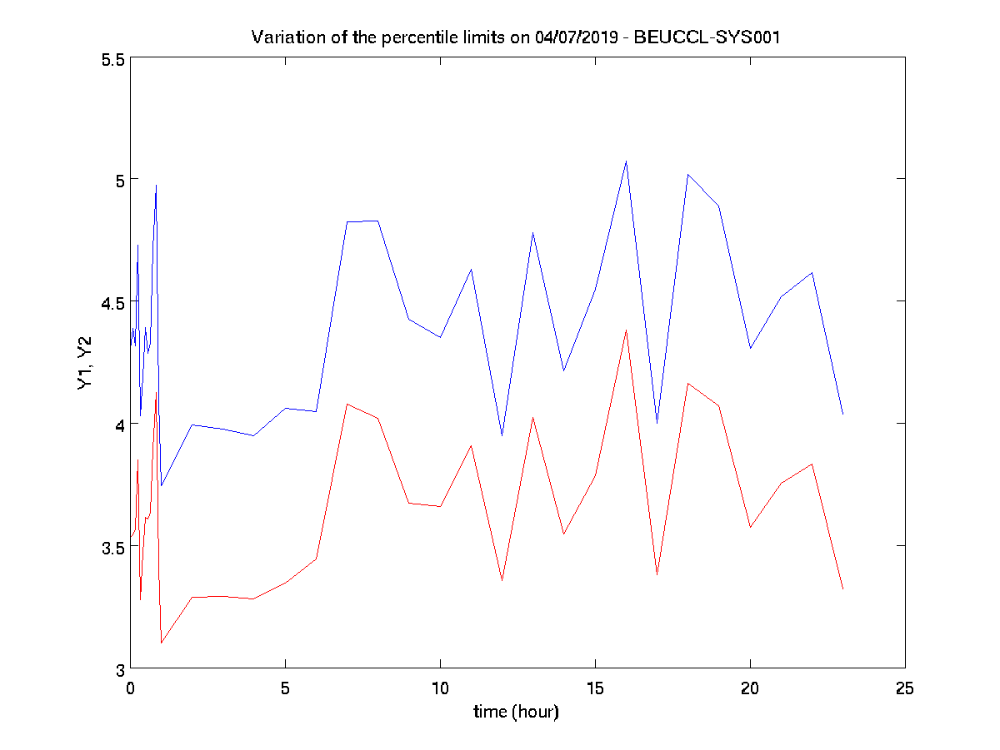 Variation of the percentile limits on 04/07/2019 - BEUCCL-SYS001
5.5
5
4.5
Y1, Y2
4
3.5
3
0 5 10 15 20 25
time (hour)